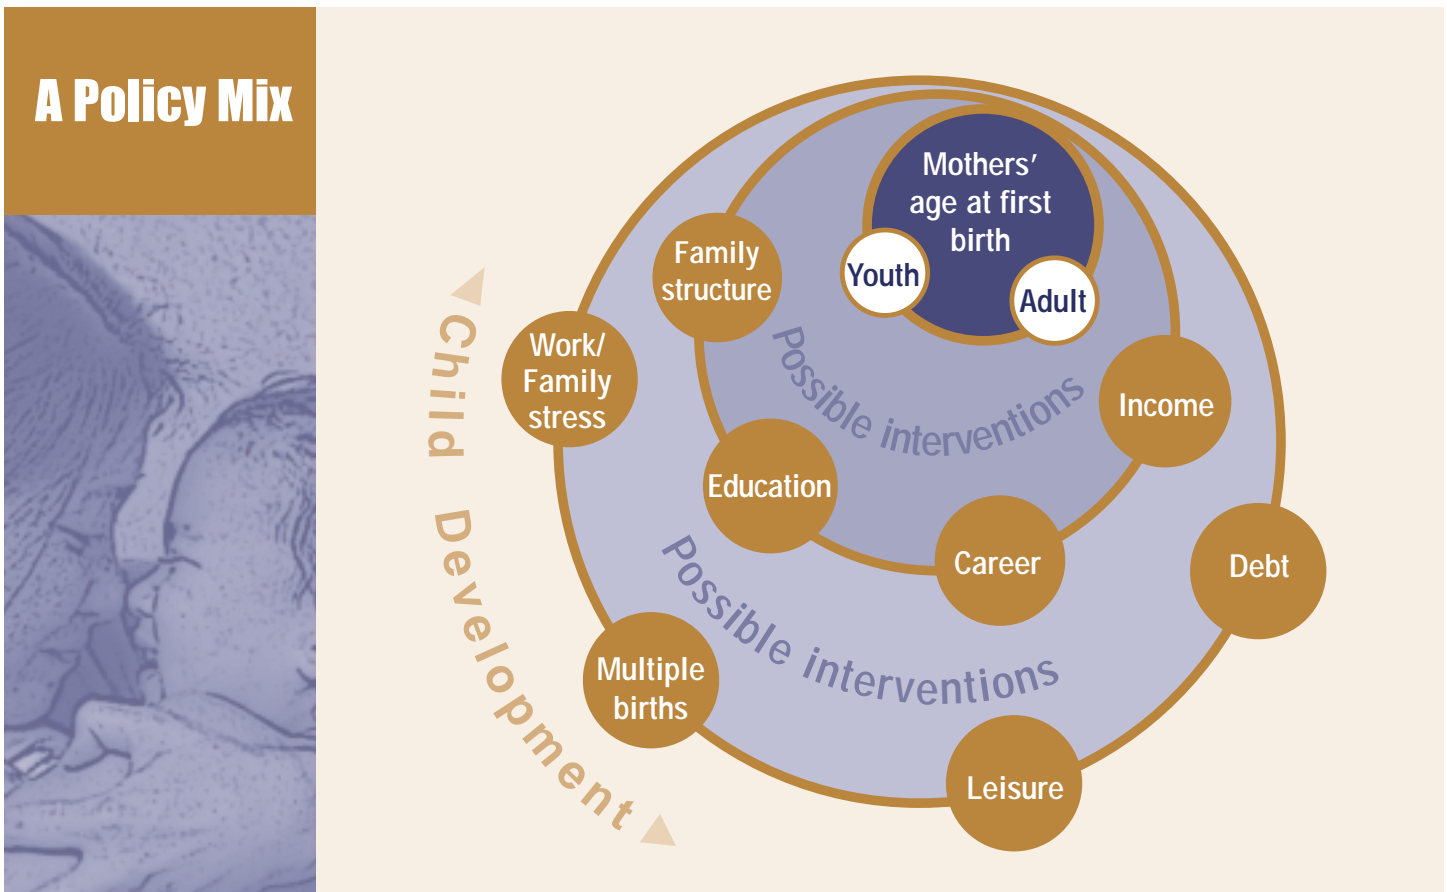 A Policy Mix
Mothers’
age at first
birth
Youth
Adult
Family
structure
Possible interventions
Income
Education
Career
Work/
Family
stress
Possible interventions
Debt
Multiple
births
Leisure
Child Development